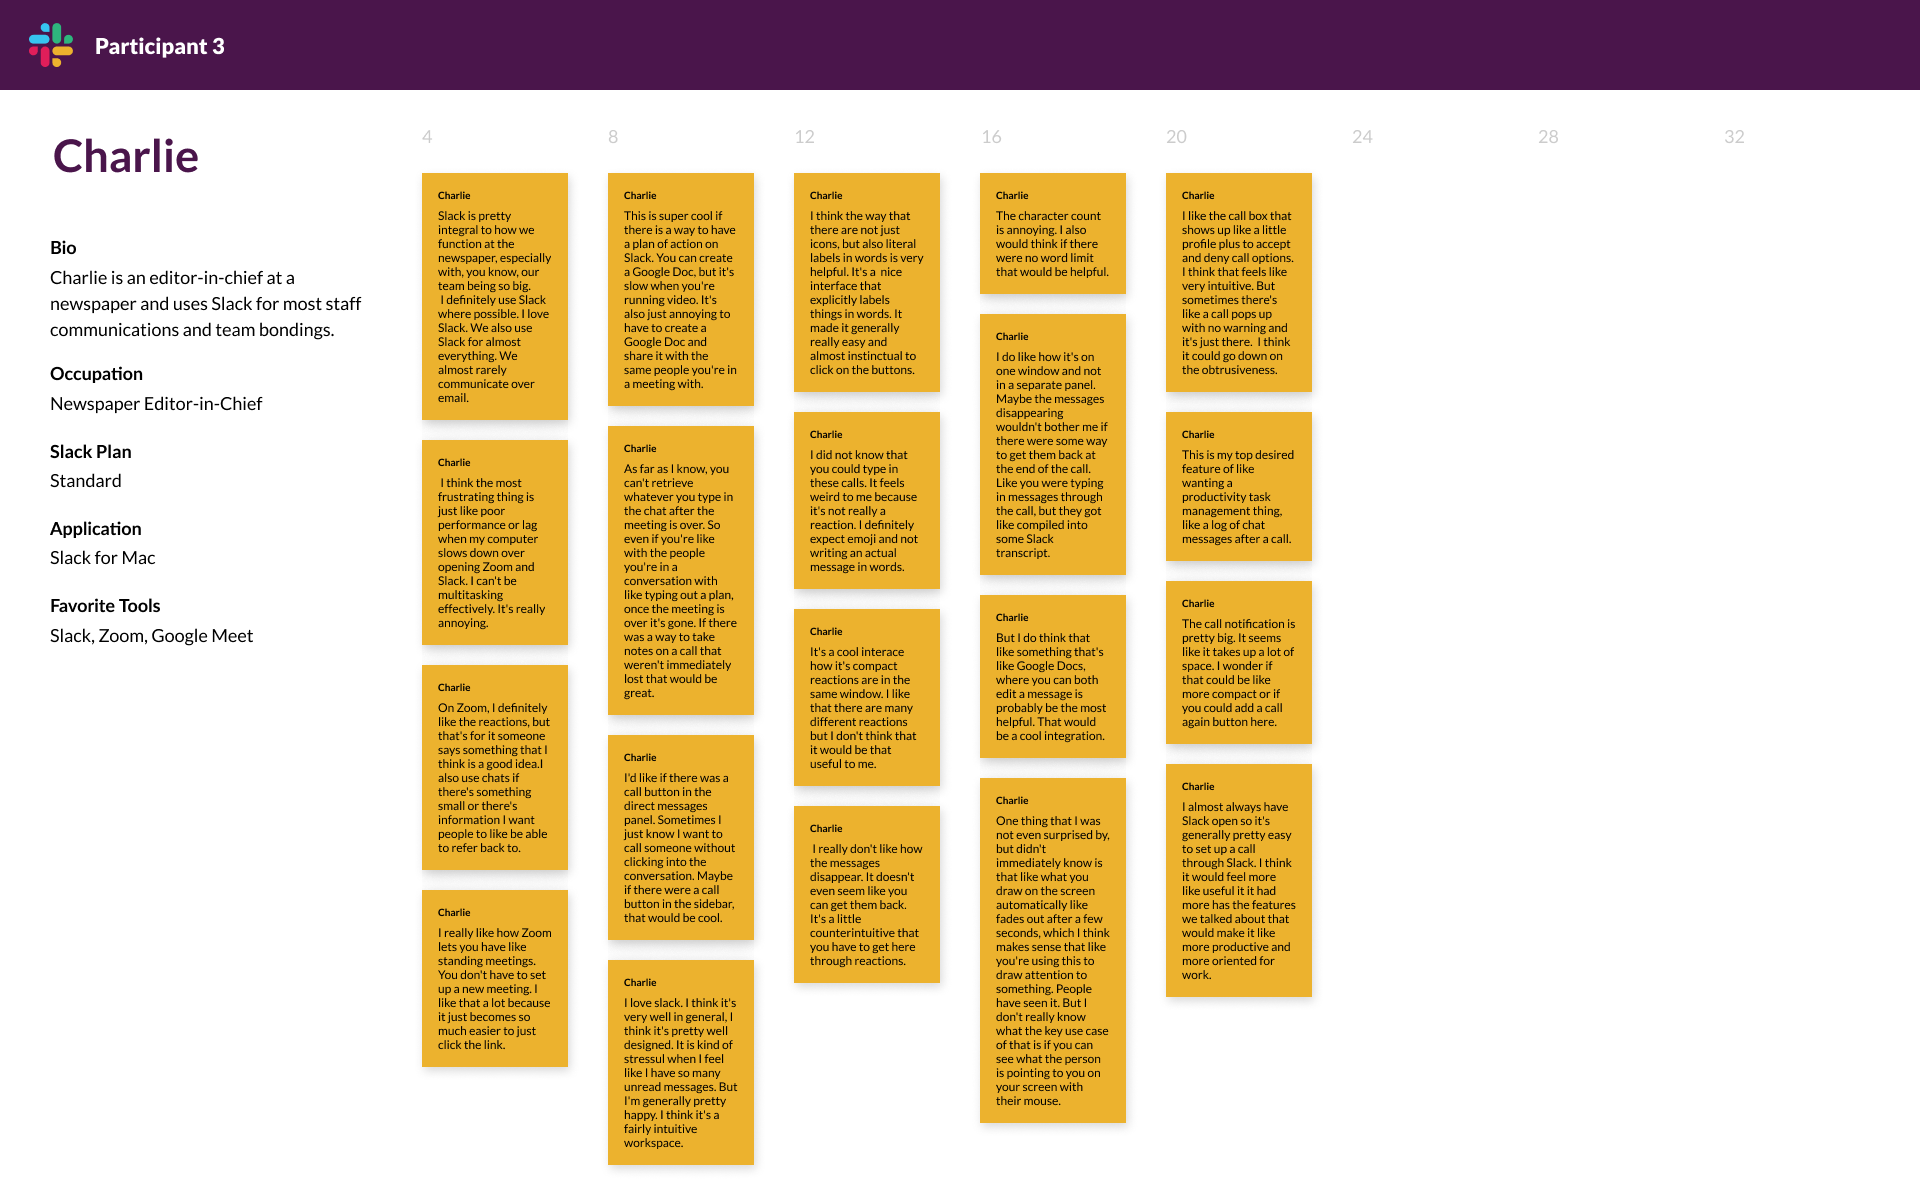 Participant 3
Charlie
Bio
Charlie is an editor-in-chief at a
newspaper and uses Slack for most staff
communications and team bondings.
Occupation
Newspaper Editor-in-Chief
Slack Plan
Standard
Application
Slack for Mac
Favorite Tools
Slack, Zoom, Google Meet
4
Charlie
Slack is pretty
integral to how we
function at the
newspaper, especially
with, you know, our
team being so big.
I definitely use Slack
where possible. I love
Slack. We also use
Slack for almost
everything. We
almost rarely
communicate over
email.
Charlie
I think the most
frustrating thing is
just like poor
performance or lag
when my computer
slows down over
opening Zoom and
Slack. I can't be
multitasking
effectively. It's really
annoying.
Charlie
On Zoom, I definitely
like the reactions, but
that's for it someone
says something that I
think is a good idea.I
also use chats if
there's something
small or there's
information I want
people to like be able
to refer back to.
Charlie
I really like how Zoom
lets you have like
standing meetings.
You don't have to set
up a new meeting. I
like that a lot because
it just becomes so
much easier to just
click the link.
8
Charlie
This is super cool if
there is a way to have
a plan of action on
Slack. You can create
a Google Doc, but it's
slow when you're
running video. It's
also just annoying to
have to create a
Google Doc and
share it with the
same people you're in
a meeting with.
Charlie
As far as I know, you
can't retrieve
whatever you type in
the chat after the
meeting is over. So
even if you're like
with the people
you're in a
conversation with
like typing out a plan,
once the meeting is
over it's gone. If there
was a way to take
notes on a call that
weren't immediately
lost that would be
great.
Charlie
I'd like if there was a
call button in the
direct messages
panel. Sometimes I
just know I want to
call someone without
clicking into the
conversation. Maybe
if there were a call
button in the sidebar,
that would be cool.
Charlie
I love slack. I think it's
very well in general, I
think it's pretty well
designed. It is kind of
stressul when I feel
like I have so many
unread messages. But
I'm generally pretty
happy. I think it's a
fairly intuitive
workspace.
12
Charlie
I think the way that
there are not just
icons, but also literal
labels in words is very
helpful. It's a nice
interface that
explicitly labels
things in words. It
made it generally
really easy and
almost instinctual to
click on the buttons.
Charlie
I did not know that
you could type in
these calls. It feels
weird to me because
it's not really a
reaction. I definitely
expect emoji and not
writing an actual
message in words.
Charlie
It's a cool interace
how it's compact
reactions are in the
same window. I like
that there are many
different reactions
but I don't think that
it would be that
useful to me.
Charlie
I really don't like how
the messages
disappear. It doesn't
even seem like you
can get them back.
It's a little
counterintuitive that
you have to get here
through reactions.
16
Charlie
The character count
is annoying. I also
would think if there
were no word limit
that would be helpful.
Charlie
I do like how it's on
one window and not
in a separate panel.
Maybe the messages
disappearing
wouldn't bother me if
there were some way
to get them back at
the end of the call.
Like you were typing
in messages through
the call, but they got
like compiled into
some Slack
transcript.
Charlie
But I do think that
like something that's
like Google Docs,
where you can both
edit a message is
probably be the most
helpful. That would
be a cool integration.
Charlie
One thing that I was
not even surprised by,
but didn't
immediately know is
that like what you
draw on the screen
automatically like
fades out after a few
seconds, which I think
makes sense that like
you're using this to
draw attention to
something. People
have seen it. But I
don't really know
what the key use case
of that is if you can
see what the person
is pointing to you on
your screen with
their mouse.
20
Charlie
I like the call box that
shows up like a little
profile plus to accept
and deny call options.
I think that feels like
very intuitive. But
sometimes there's
like a call pops up
with no warning and
it's just there. I think
it could go down on
the obtrusiveness.
Charlie
This is my top desired
feature of like
wanting a
productivity task
management thing,
like a log of chat
messages after a call.
Charlie
The call notification is
pretty big. It seems
like it takes up a lot of
space. I wonder if
that could be like
more compact or if
you could add a call
again button here.
Charlie
I almost always have
Slack open so it's
generally pretty easy
to set up a call
through Slack. I think
it would feel more
like useful it it had
more has the features
we talked about that
would make it like
more productive and
more oriented for
work.
24
28
32